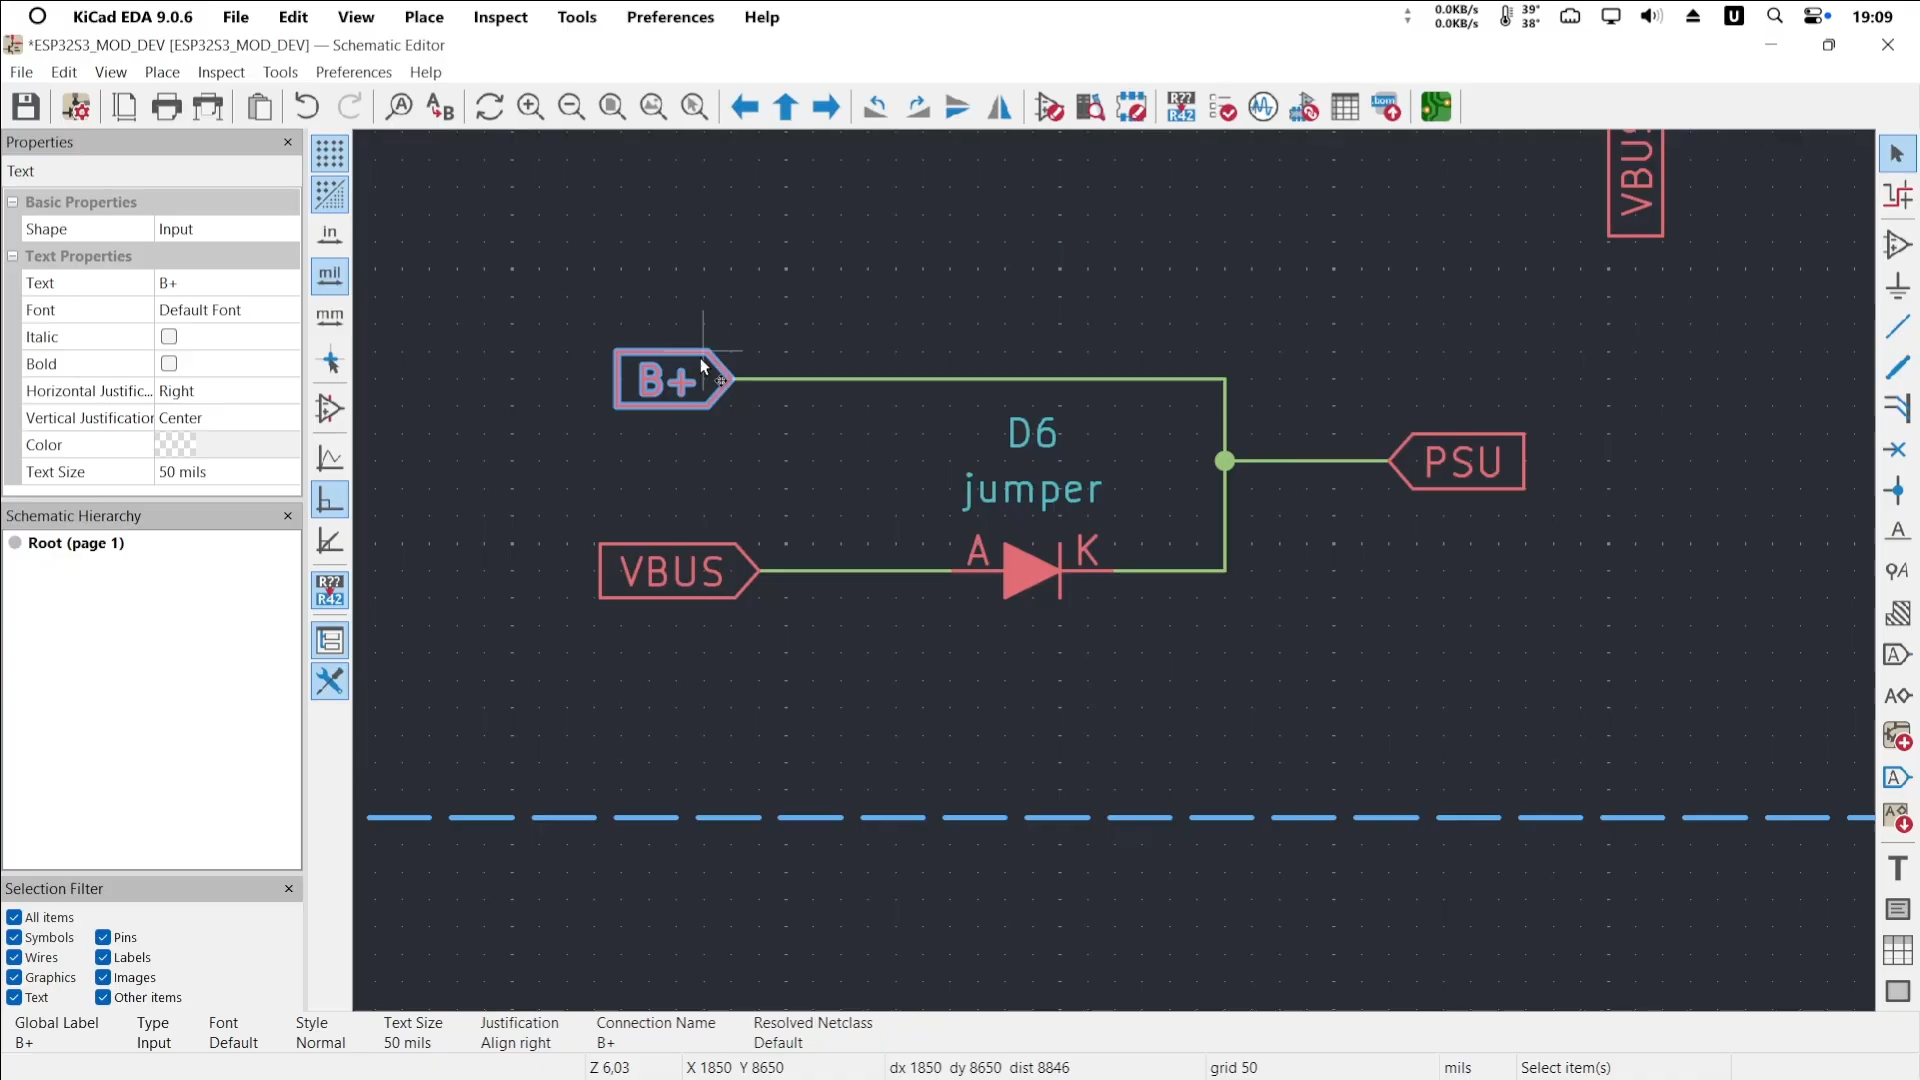 KiCad EDA 9.0.6 File Edit View Place Inspect Tools Preferences Help 0.0KB/s 39° U 19:09
0.0KB/s 38°
*ESP32S3_MOD_DEV [ESP32S3_MOD_DEV] — Schematic Editor
File Edit View Place Inspect Tools Preferences Help
A A B R?? R42 .bom
Properties
Text
Basic Properties
Shape Input
Text Properties
Text B+
Font Default Font
Italic
Bold
Horizontal Justific... Right
Vertical Justification Center
Color
Text Size 50 mils
in
mil
mm
R??
R42
VBUS
B+
D6
jumper
PSU
VBUS
A K
Schematic Hierarchy
Root (page 1)
Selection Filter
All items
Symbols Pins
Wires Labels
Graphics Images
Text Other items
Global Label Type Font Style Text Size Justification Connection Name Resolved Netclass
B+ Input Default Normal 50 mils Align right B+ Default
Z 6,03 X 1850 Y 8650 dx 1850 dy 8650 dist 8846 grid 50 mils Select item(s)
A
A
A
A
A
A
T